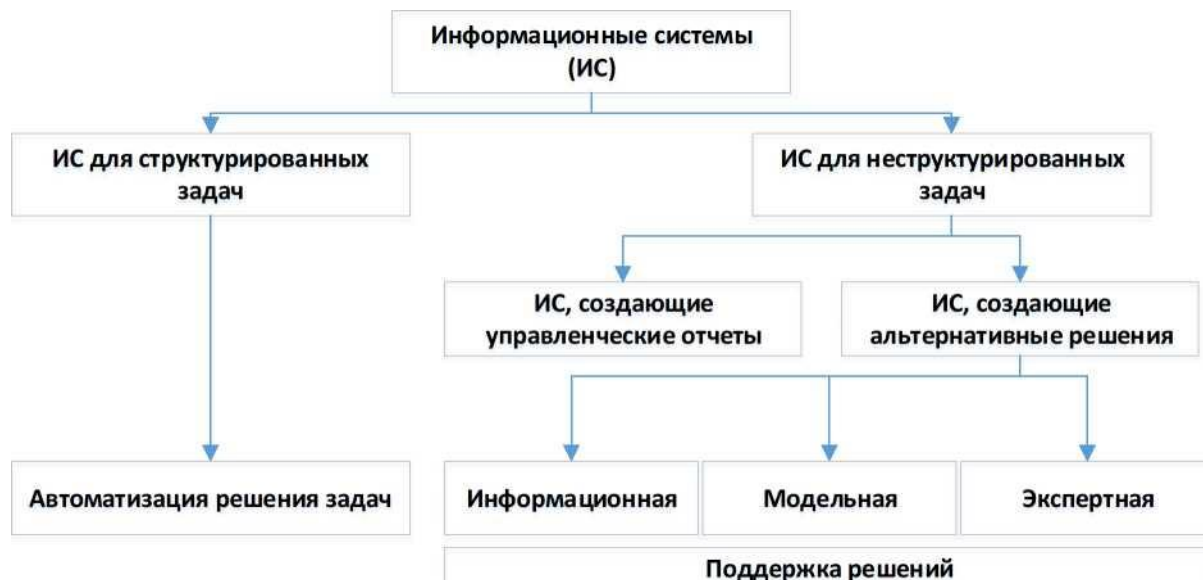 Информационные системы
(ИС)
ИС для структурированных
задач
ИС для неструктурированных
задач
ИС, создающие
управленческие отчеты
ИС, создающие
альтернативные решения
Автоматизация решения задач
Информационная
Модельная
Экспертная
Поддержка решений